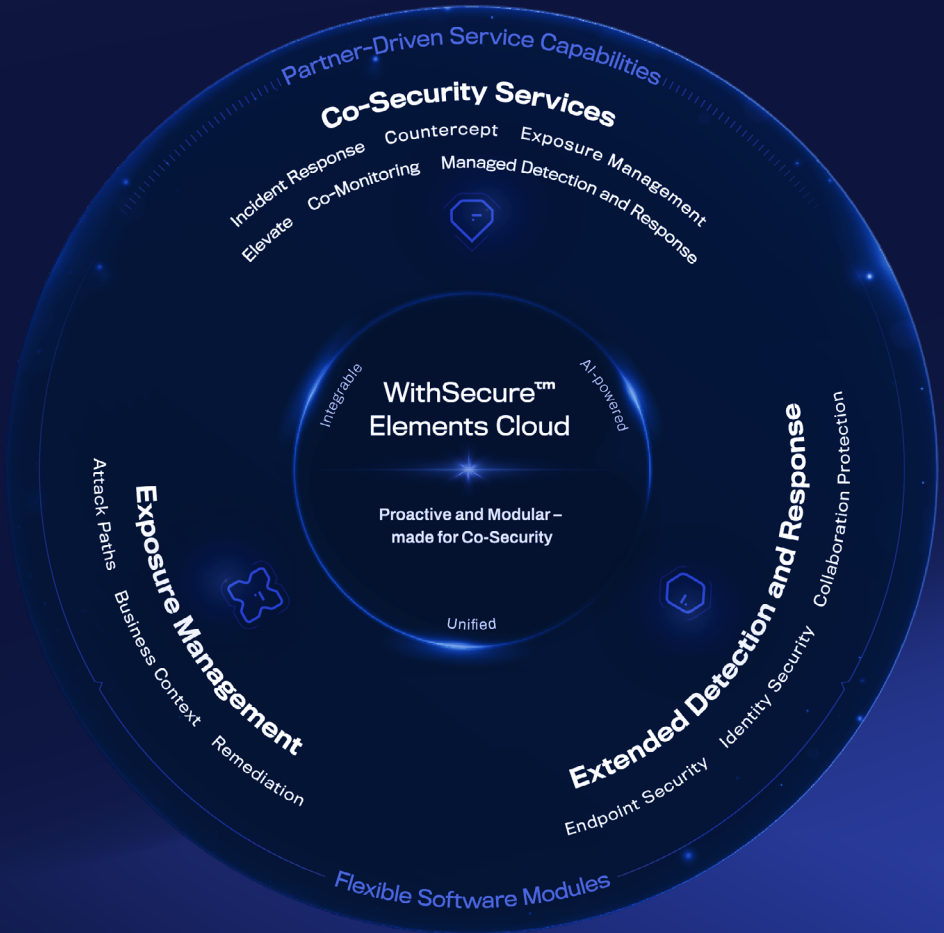 Partner-Driven Service Capabilities
Co-Security Services
Incident Response Countercept Exposure Management
Elevate Co-Monitoring Managed Detection and Response
Integrable
AI-powered
WithSecure™
Elements Cloud
Proactive and Modular –
made for Co-Security
Unified
Exposure Management
Attack Paths Business Context Remediation
Extended Detection and Response
Endpoint Security Identity Security Collaboration Protection
Flexible Software Modules